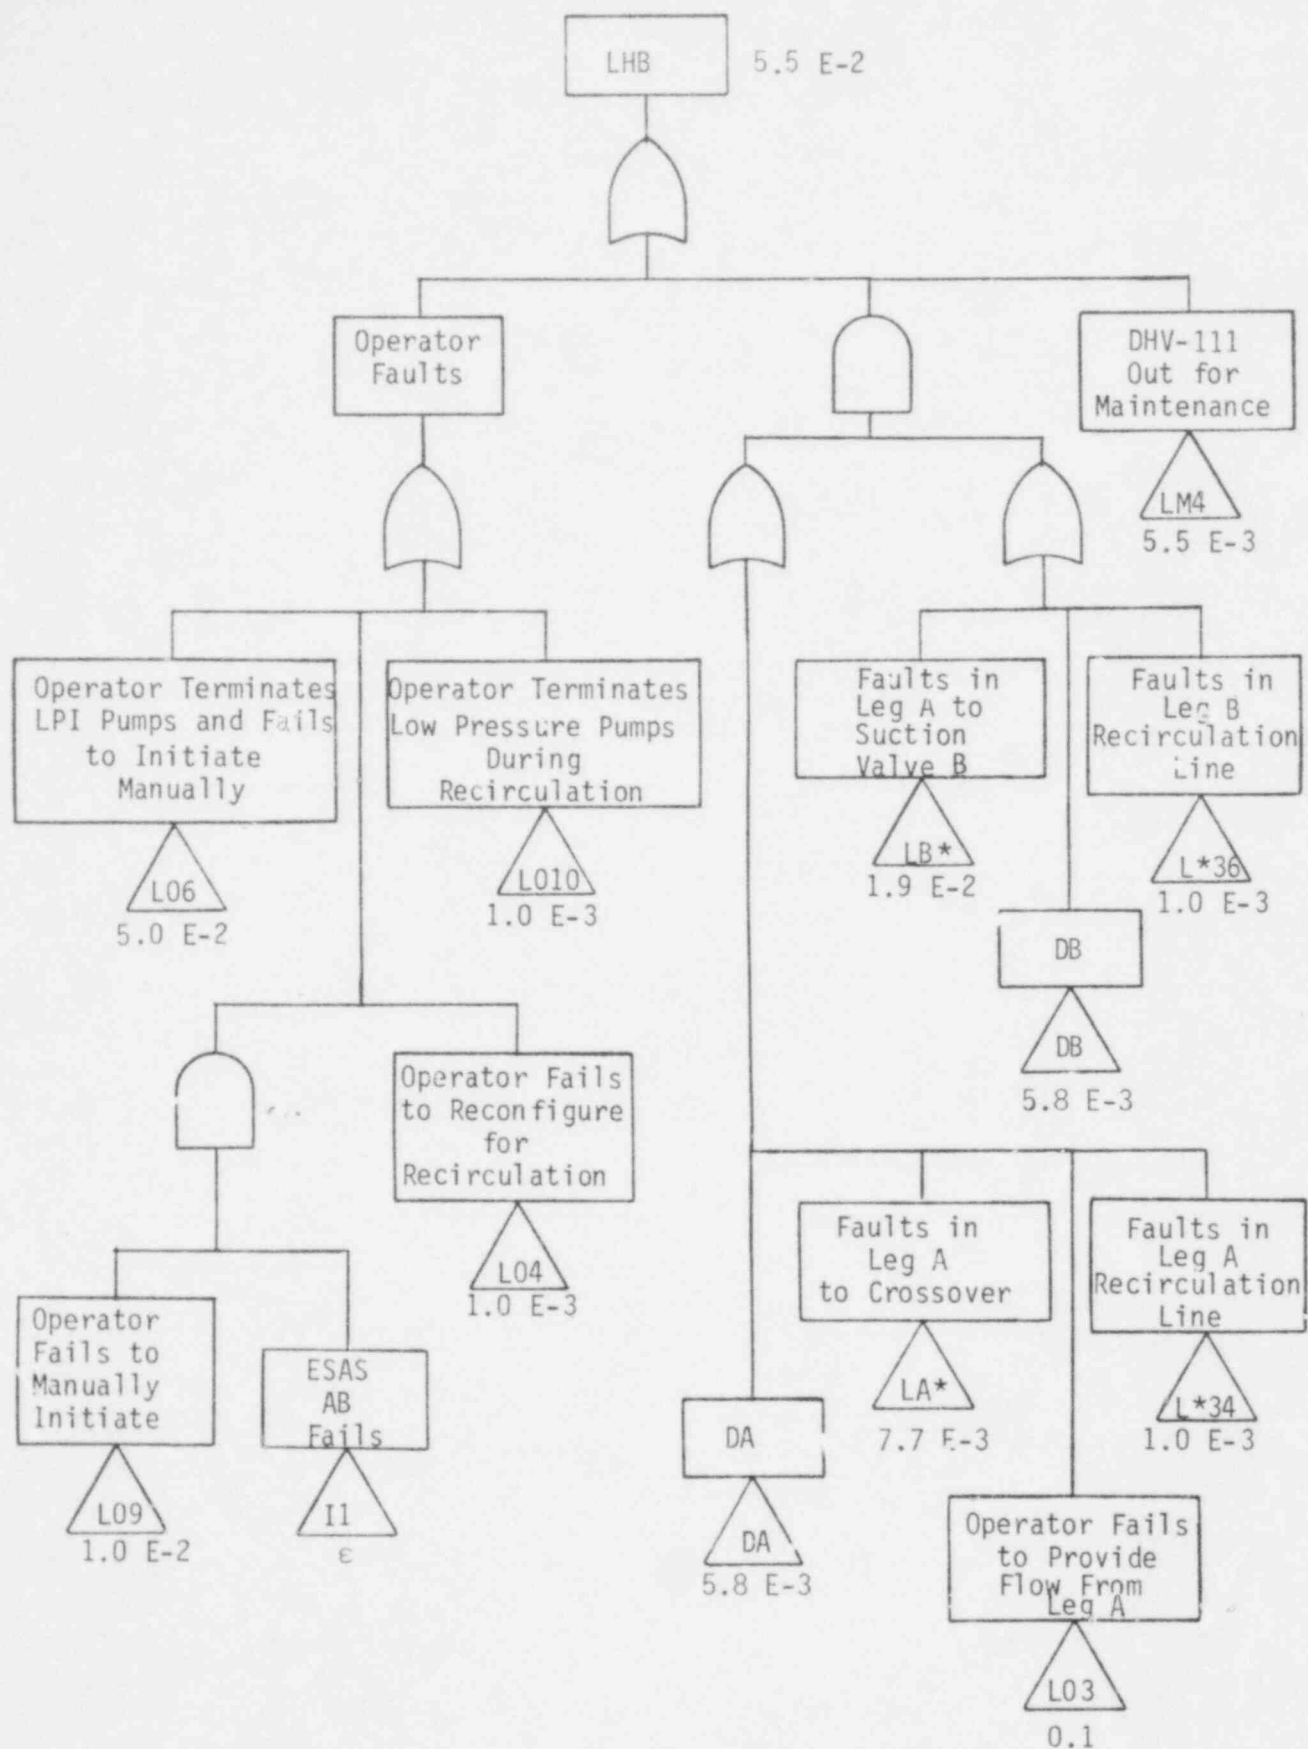 LHB 5.5 E-2
Operator
Faults
DHV-111
Out for
Maintenance
LM4
5.5 E-3
Operator Terminates
LPI Pumps and Fails
to Initiate
Manually
LO6
5.0 E-2
Operator Terminates
Low Pressure Pumps
During
Recirculation
LO10
1.0 E-3
Faults in
Leg A to
Suction
Valve B
LB*
1.9 E-2
Faults in
Leg B
Recirculation
Line
L*36
1.0 E-3
DB
DB
5.8 E-3
Operator Fails
to Reconfigure
for
Recirculation
LO4
1.0 E-3
Operator
Fails to
Manually
Initiate
LO9
1.0 E-2
ESAS
AB
Fails
I1
ε
Faults in
Leg A
to Crossover
LA*
7.7 E-3
Faults in
Leg A
Recirculation
Line
L*34
1.0 E-3
DA
DA
5.8 E-3
Operator Fails
to Provide
Flow From
Leg A
LO3
0.1